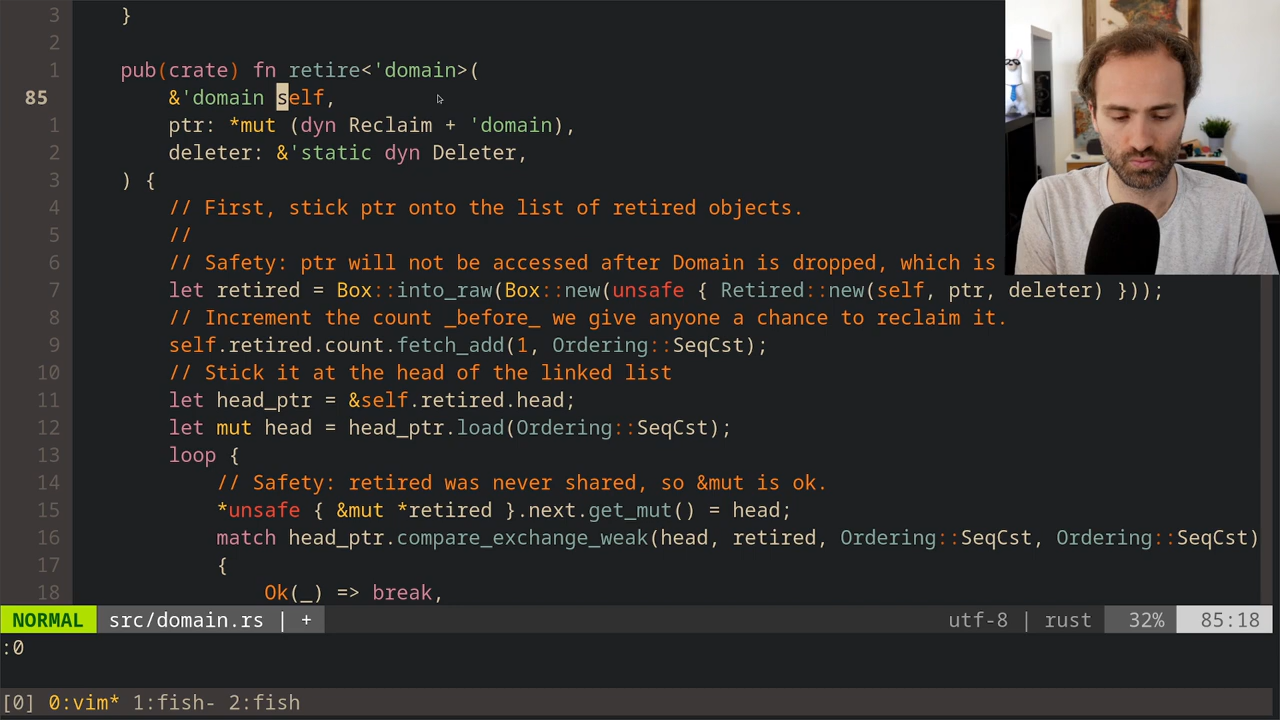 3 }
2
1 pub(crate) fn retire<'domain>(
85 &'domain self,
1 ptr: *mut (dyn Reclaim + 'domain),
2 deleter: &'static dyn Deleter,
3 ) {
4 // First, stick ptr onto the list of retired objects.
5 //
6 // Safety: ptr will not be accessed after Domain is dropped, which is
7 let retired = Box::into_raw(Box::new(unsafe { Retired::new(self, ptr, deleter) }));
8 // Increment the count _before_ we give anyone a chance to reclaim it.
9 self.retired.count.fetch_add(1, Ordering::SeqCst);
10 // Stick it at the head of the linked list
11 let head_ptr = &self.retired.head;
12 let mut head = head_ptr.load(Ordering::SeqCst);
13 loop {
14 // Safety: retired was never shared, so &mut is ok.
15 *unsafe { &mut *retired }.next.get_mut() = head;
16 match head_ptr.compare_exchange_weak(head, retired, Ordering::SeqCst, Ordering::SeqCst)
17 {
18 Ok(_) => break,
NORMAL src/domain.rs | + utf-8 | rust 32% 85:18
:0
[0] 0:vim* 1:fish- 2:fish